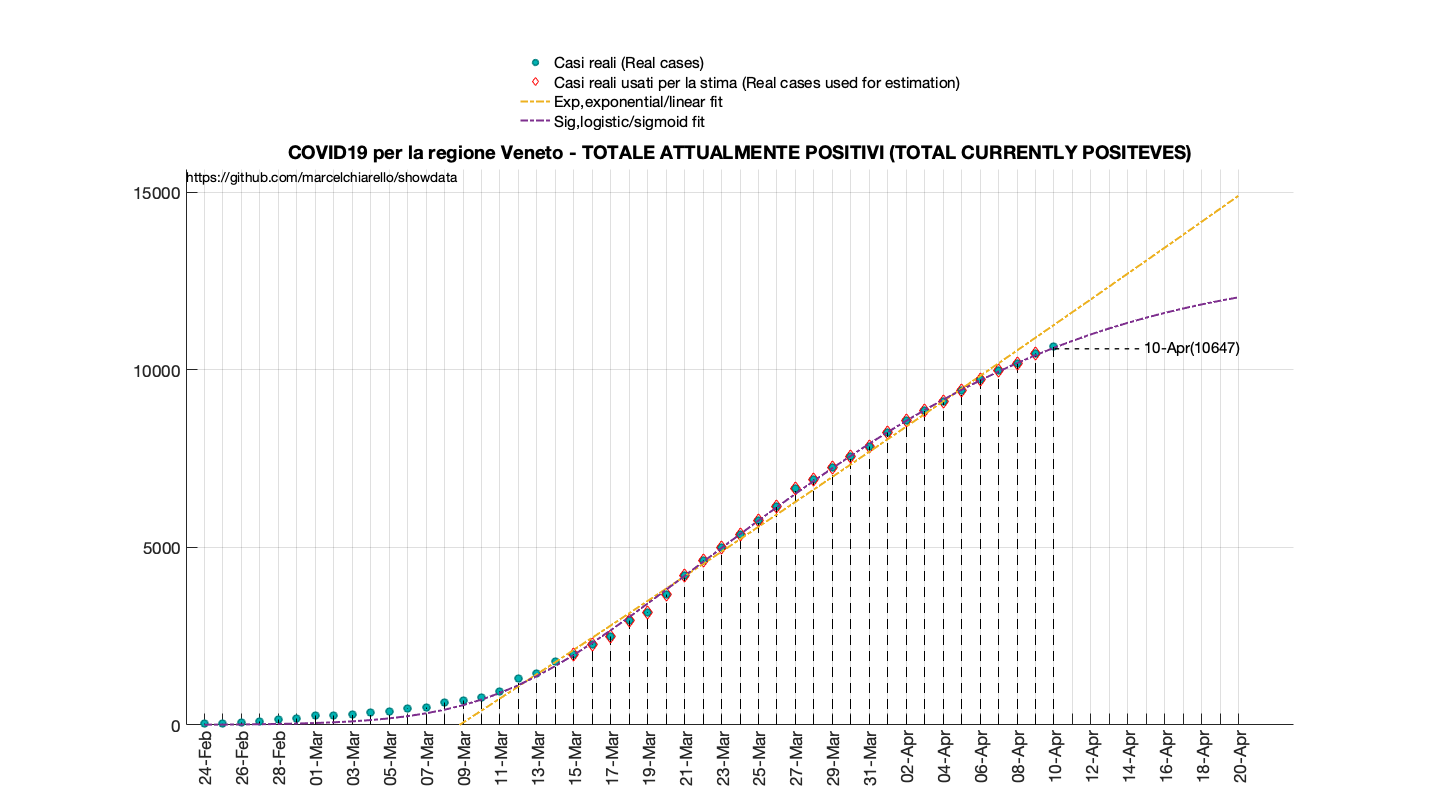 Casi reali (Real cases)
Casi reali usati per la stima (Real cases used for estimation)
Exp,exponential/linear fit
Sig,logistic/sigmoid fit
COVID19 per la regione Veneto - TOTALE ATTUALMENTE POSITIVI (TOTAL CURRENTLY POSITEVES)
https://github.com/marcelchiarello/showdata
15000
10000
5000
0
10-Apr(10647)
24-Feb
26-Feb
28-Feb
01-Mar
03-Mar
05-Mar
07-Mar
09-Mar
11-Mar
13-Mar
15-Mar
17-Mar
19-Mar
21-Mar
23-Mar
25-Mar
27-Mar
29-Mar
31-Mar
02-Apr
04-Apr
06-Apr
08-Apr
10-Apr
12-Apr
14-Apr
16-Apr
18-Apr
20-Apr